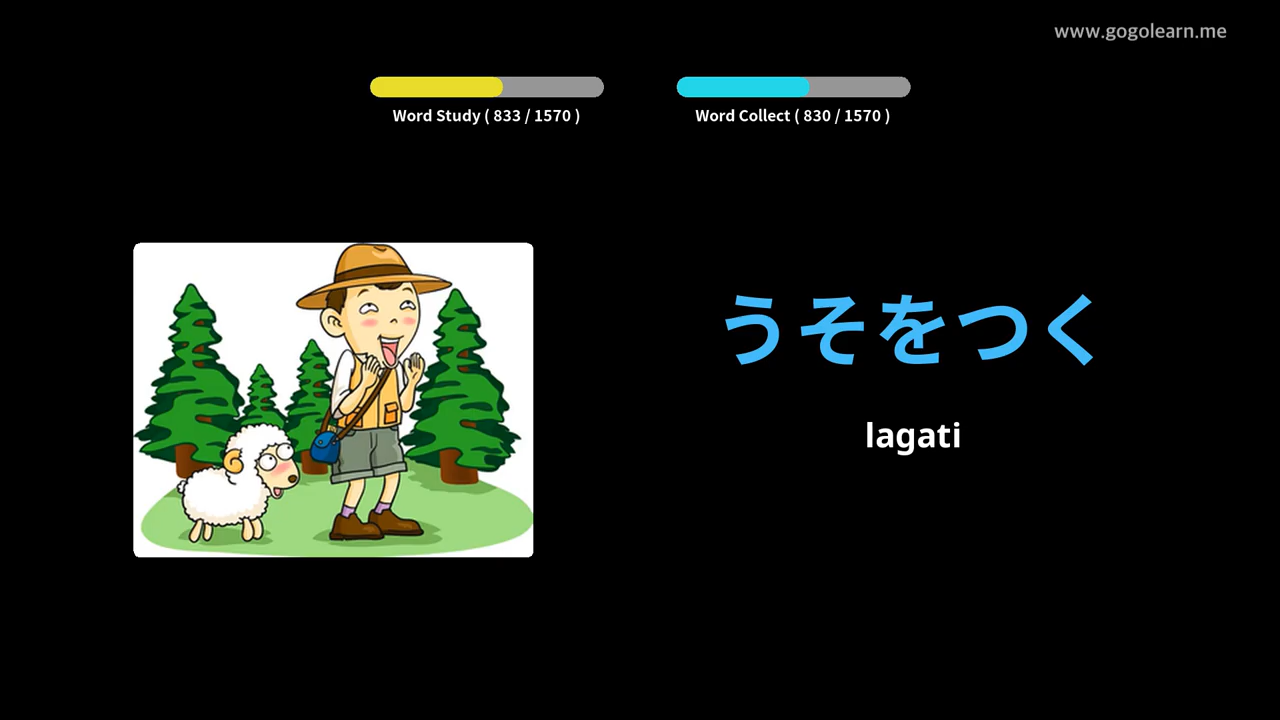 www.gogolearn.me
Word Study ( 833 / 1570 )
Word Collect ( 830 / 1570 )
うそをつく
lagati